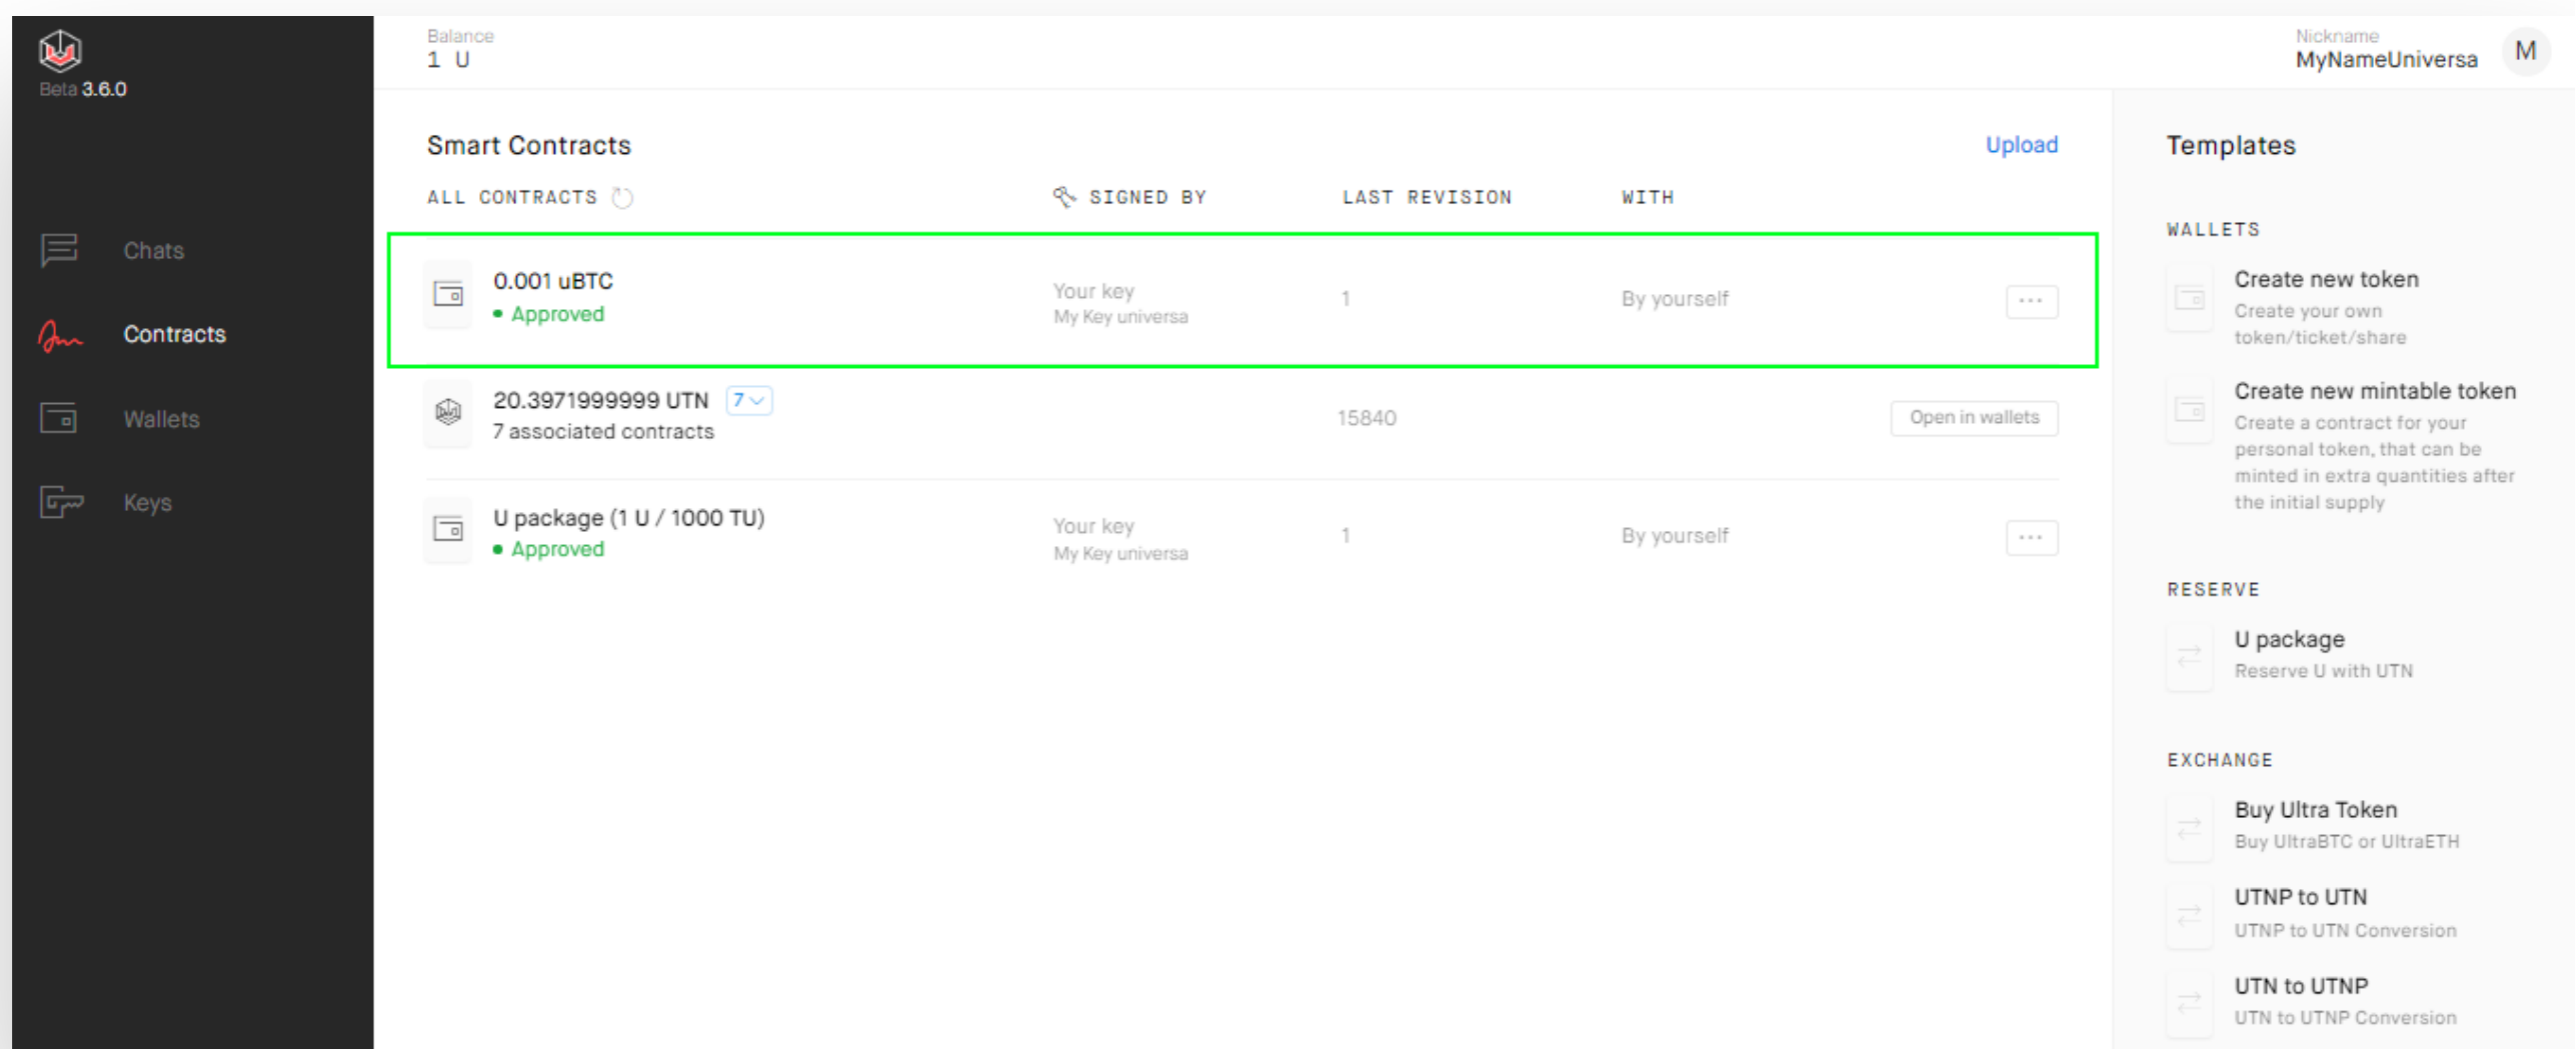 Beta 3.6.0
Chats
Contracts
Wallets
Keys
Balance
1 U
Nickname
MyNameUniversa
M
Smart Contracts
Upload
ALL CONTRACTS
SIGNED BY
LAST REVISION
WITH
0.001 uBTC
Approved
Your key
My Key universa
1
By yourself
20.3971999999 UTN
7
7 associated contracts
15840
Open in wallets
U package (1 U / 1000 TU)
Approved
Your key
My Key universa
1
By yourself
Templates
WALLETS
Create new token
Create your own
token/ticket/share
Create new mintable token
Create a contract for your
personal token, that can be
minted in extra quantities after
the initial supply
RESERVE
U package
Reserve U with UTN
EXCHANGE
Buy Ultra Token
Buy UltraBTC or UltraETH
UTNP to UTN
UTNP to UTN Conversion
UTN to UTNP
UTN to UTNP Conversion